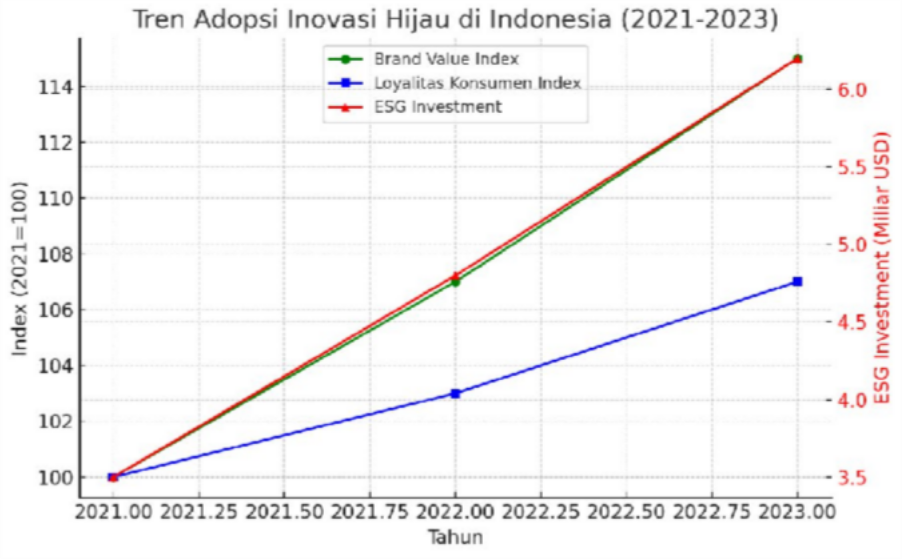 Tren Adopsi Inovasi Hijau di Indonesia (2021-2023)
Brand Value Index
Loyalitas Konsumen Index
ESG Investment
Index (2021=100)
114
112
110
108
106
104
102
100
6.0
5.5
5.0
4.5
4.0
3.5
ESG Investment (Miliar USD)
2021.00 2021.25 2021.50 2021.75 2022.00 2022.25 2022.50 2022.75 2023.00
Tahun